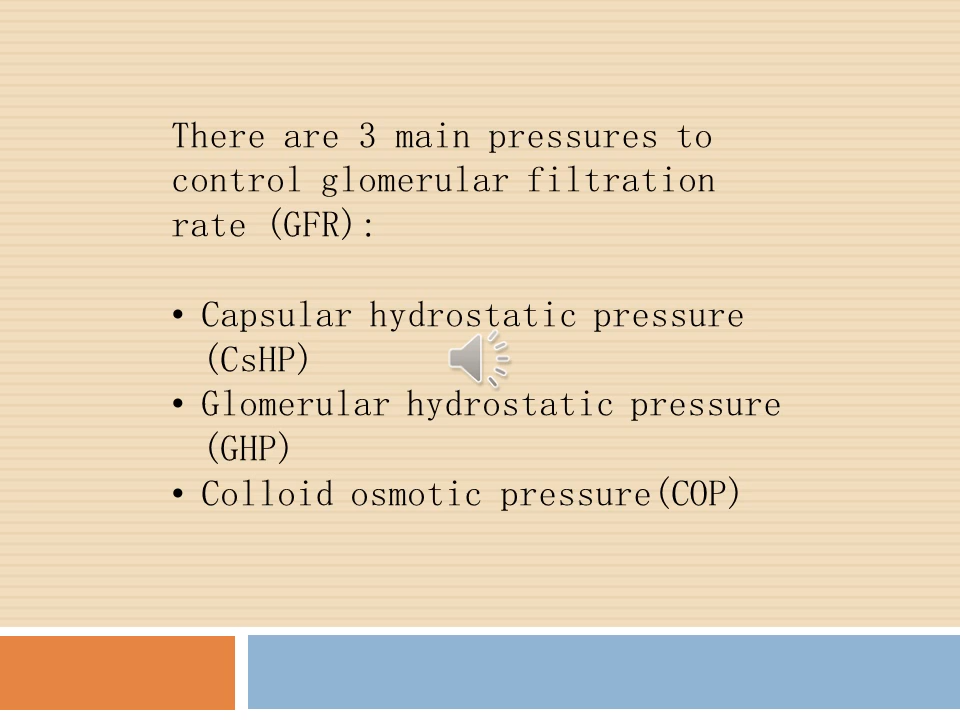 There are 3 main pressures to
control glomerular filtration
rate (GFR):
• Capsular hydrostatic pressure
(CsHP)
• Glomerular hydrostatic pressure
(GHP)
• Colloid osmotic pressure(COP)